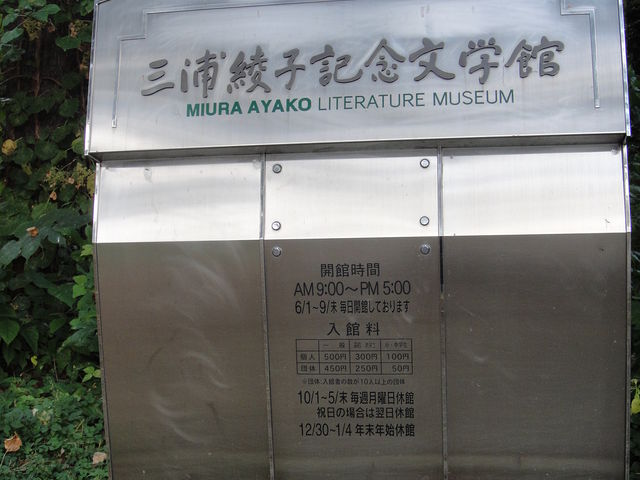 三浦綾子記念文学館
MIURA AYAKO LITERATURE MUSEUM
開館時間
AM 9:00～PM 5:00
6/1~9/末 毎日開館しております
入館料
一般
個人 500円 300円 100円
団体 450円 250円 50円
※団体:入館者の数が10人以上の団体
10/1~5/末 毎週月曜日休館
祝日の場合は翌日休館
12/30~1/4 年末年始休館